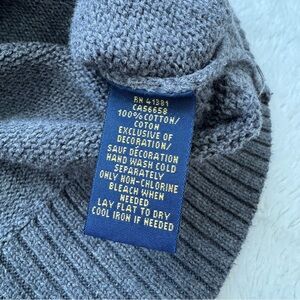 RN 41381
CA56658
100% COTTON/
COTON
EXCLUSIVE OF
DECORATION/
SAUF DÉCORATION
HAND WASH COLD
SEPARATELY
ONLY NON-CHLORINE
BLEACH WHEN
NEEDED
LAY FLAT TO DRY
COOL IRON IF NEEDED